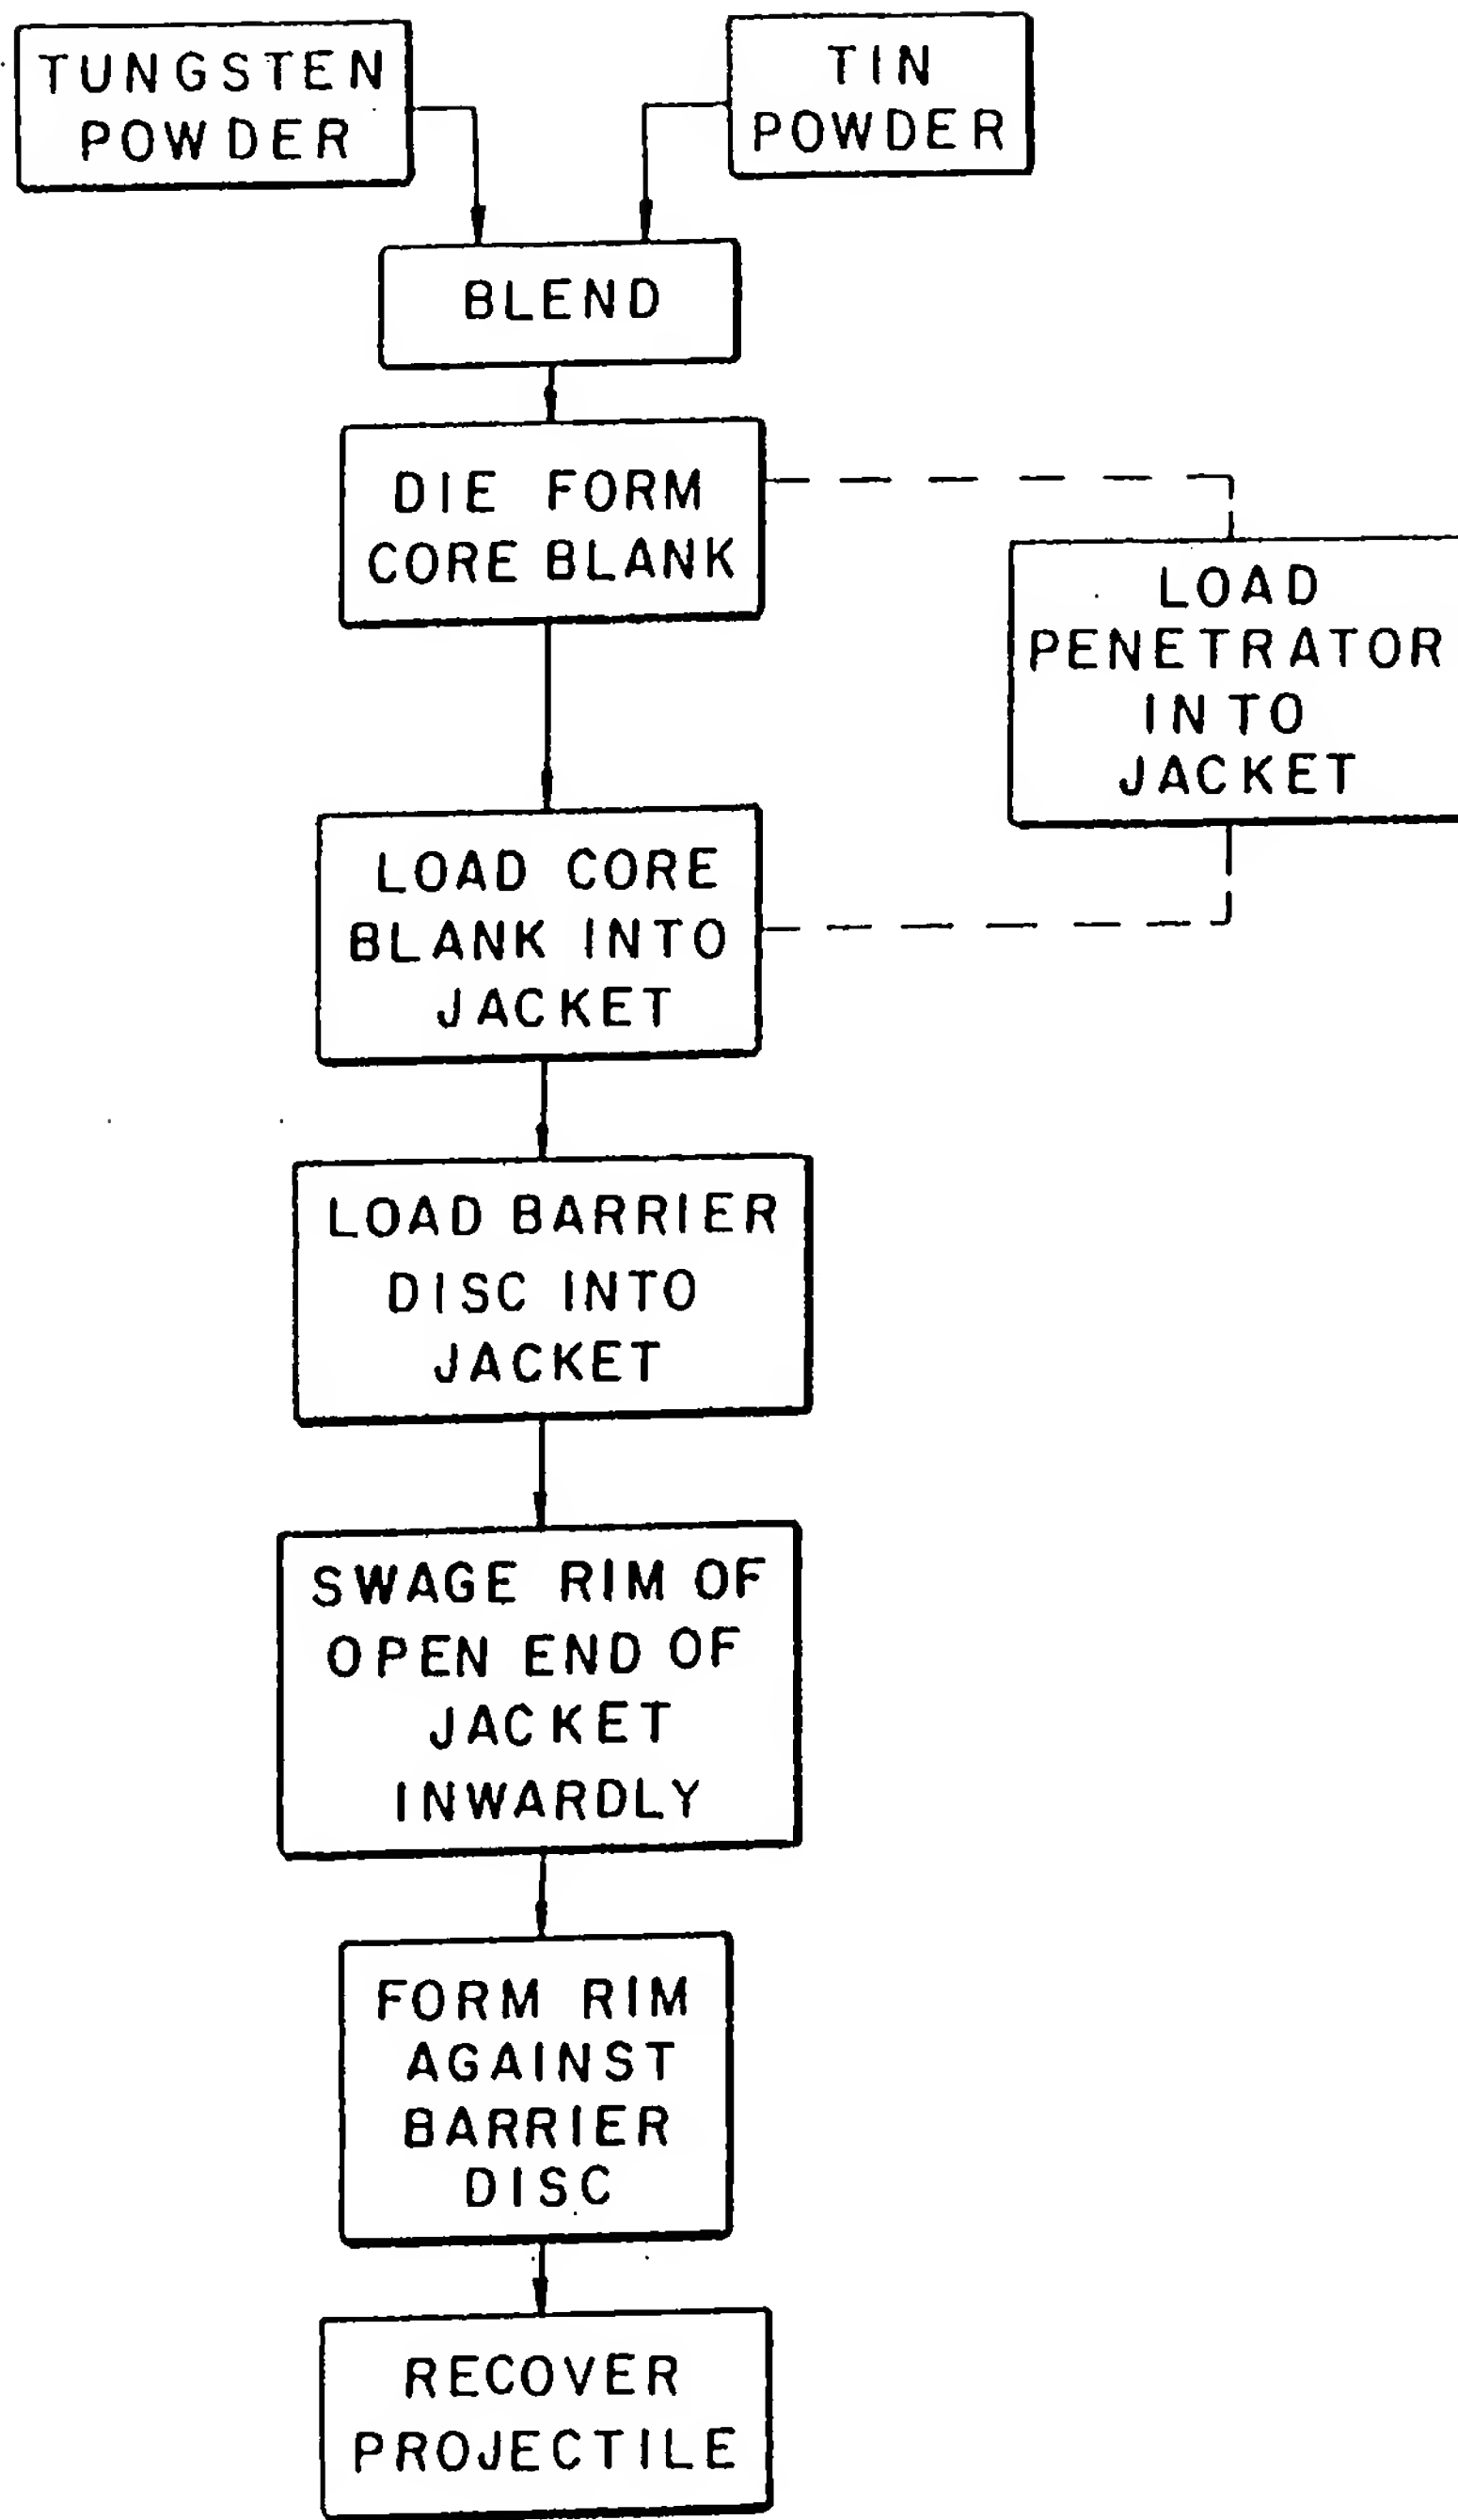 TUNGSTEN
POWDER
TIN
POWDER
BLEND
DIE FORM
CORE BLANK
LOAD
PENETRATOR
INTO
JACKET
LOAD CORE
BLANK INTO
JACKET
LOAD BARRIER
DISC INTO
JACKET
SWAGE RIM OF
OPEN END OF
JACKET
INWARDLY
FORM RIM
AGAINST
BARRIER
DISC
RECOVER
PROJECTILE